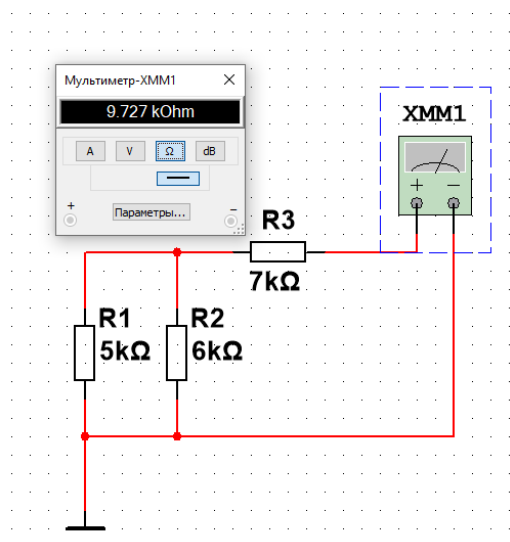 Мультиметр-XMM1
9.727 kOhm
A V Ω dB
+ −
Параметры...
XMM1
+ −
R3
7kΩ
R1
5kΩ
R2
6kΩ